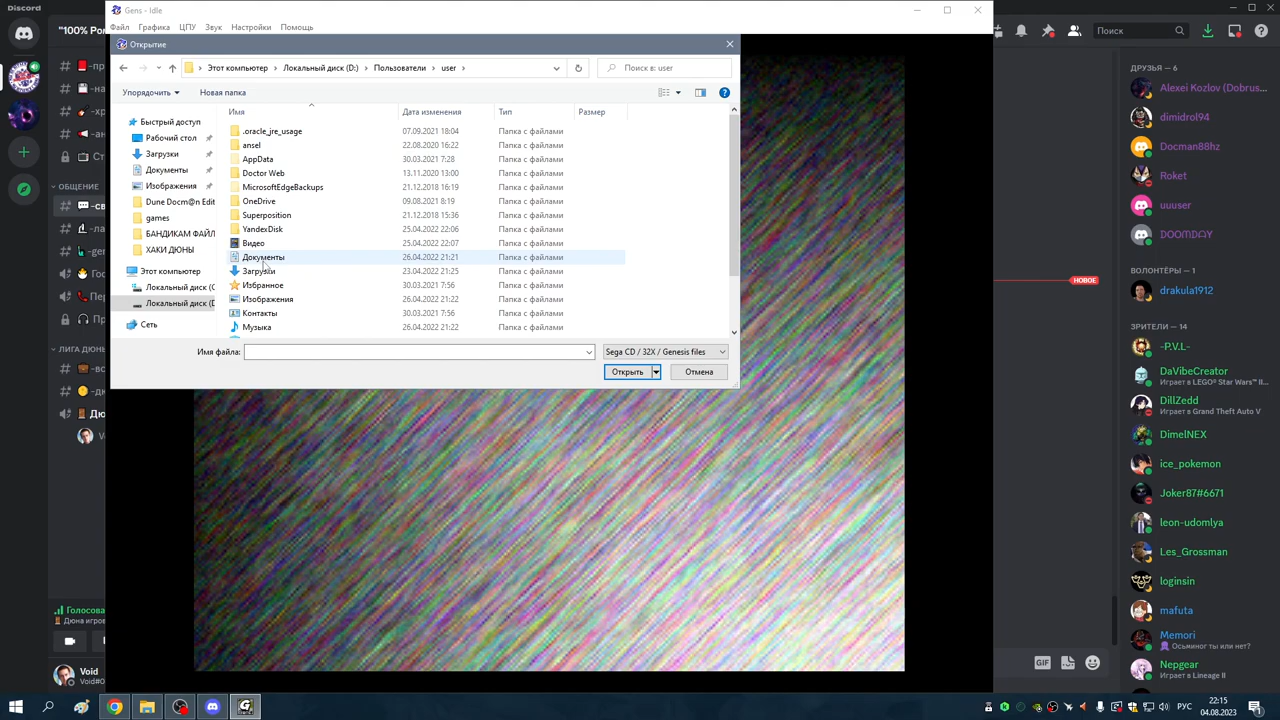 Gens - Idle
Файл Графика ЦПУ Звук Настройки Помощь
Открытие
Этот компьютер > Локальный диск (D:) > Пользователи > user >
Поиск в: user
Упорядочить Новая папка
Имя Дата изменения Тип Размер
Быстрый доступ
Рабочий стол
Загрузки
Документы
Изображения
Dune Docm@n Edit
games
БАНДИКАМ ФАЙЛ
ХАКИ ДЮНЫ
Этот компьютер
Локальный диск (C
Локальный диск (D
Сеть
.oracle_jre_usage 07.09.2021 18:04 Папка с файлами
ansel 22.08.2020 16:22 Папка с файлами
AppData 30.03.2021 7:28 Папка с файлами
Doctor Web 13.11.2020 13:00 Папка с файлами
MicrosoftEdgeBackups 21.12.2018 16:19 Папка с файлами
OneDrive 09.08.2021 8:19 Папка с файлами
Superposition 21.12.2018 15:36 Папка с файлами
YandexDisk 25.04.2022 22:06 Папка с файлами
Видео 25.04.2022 22:07 Папка с файлами
Документы 26.04.2022 21:21 Папка с файлами
Загрузки 23.04.2022 21:25 Папка с файлами
Избранное 30.03.2021 7:56 Папка с файлами
Изображения 26.04.2022 21:22 Папка с файлами
Контакты 30.03.2021 7:56 Папка с файлами
Музыка 26.04.2022 21:22 Папка с файлами
Имя файла:
Sega CD / 32X / Genesis files
Открыть Отмена
ОБЩЕНИЕ
Голосова
Дюна игров
Void
Void#0
Поиск
НОВОЕ
ДРУЗЬЯ — 6
Alexei Kozlov (Dobrus...
dimidrol94
Docman88hz
Roket
uuuser
DOOMDAY
ВОЛОНТЁРЫ — 1
drakula1912
ЗРИТЕЛИ — 14
-P.V.L-
DaVibeCreator
Играет в LEGO® Star Wars™ II...
DillZedd
Играет в Grand Theft Auto V
DimelNEX
ice_pokemon
Joker87#6671
leon-udomlya
Les_Grossman
loginsin
mafuta
Memori
Осьминог ты или нет?
Nepgear
Играет в Lineage II
GIF
РУС
22:15
04.08.2023